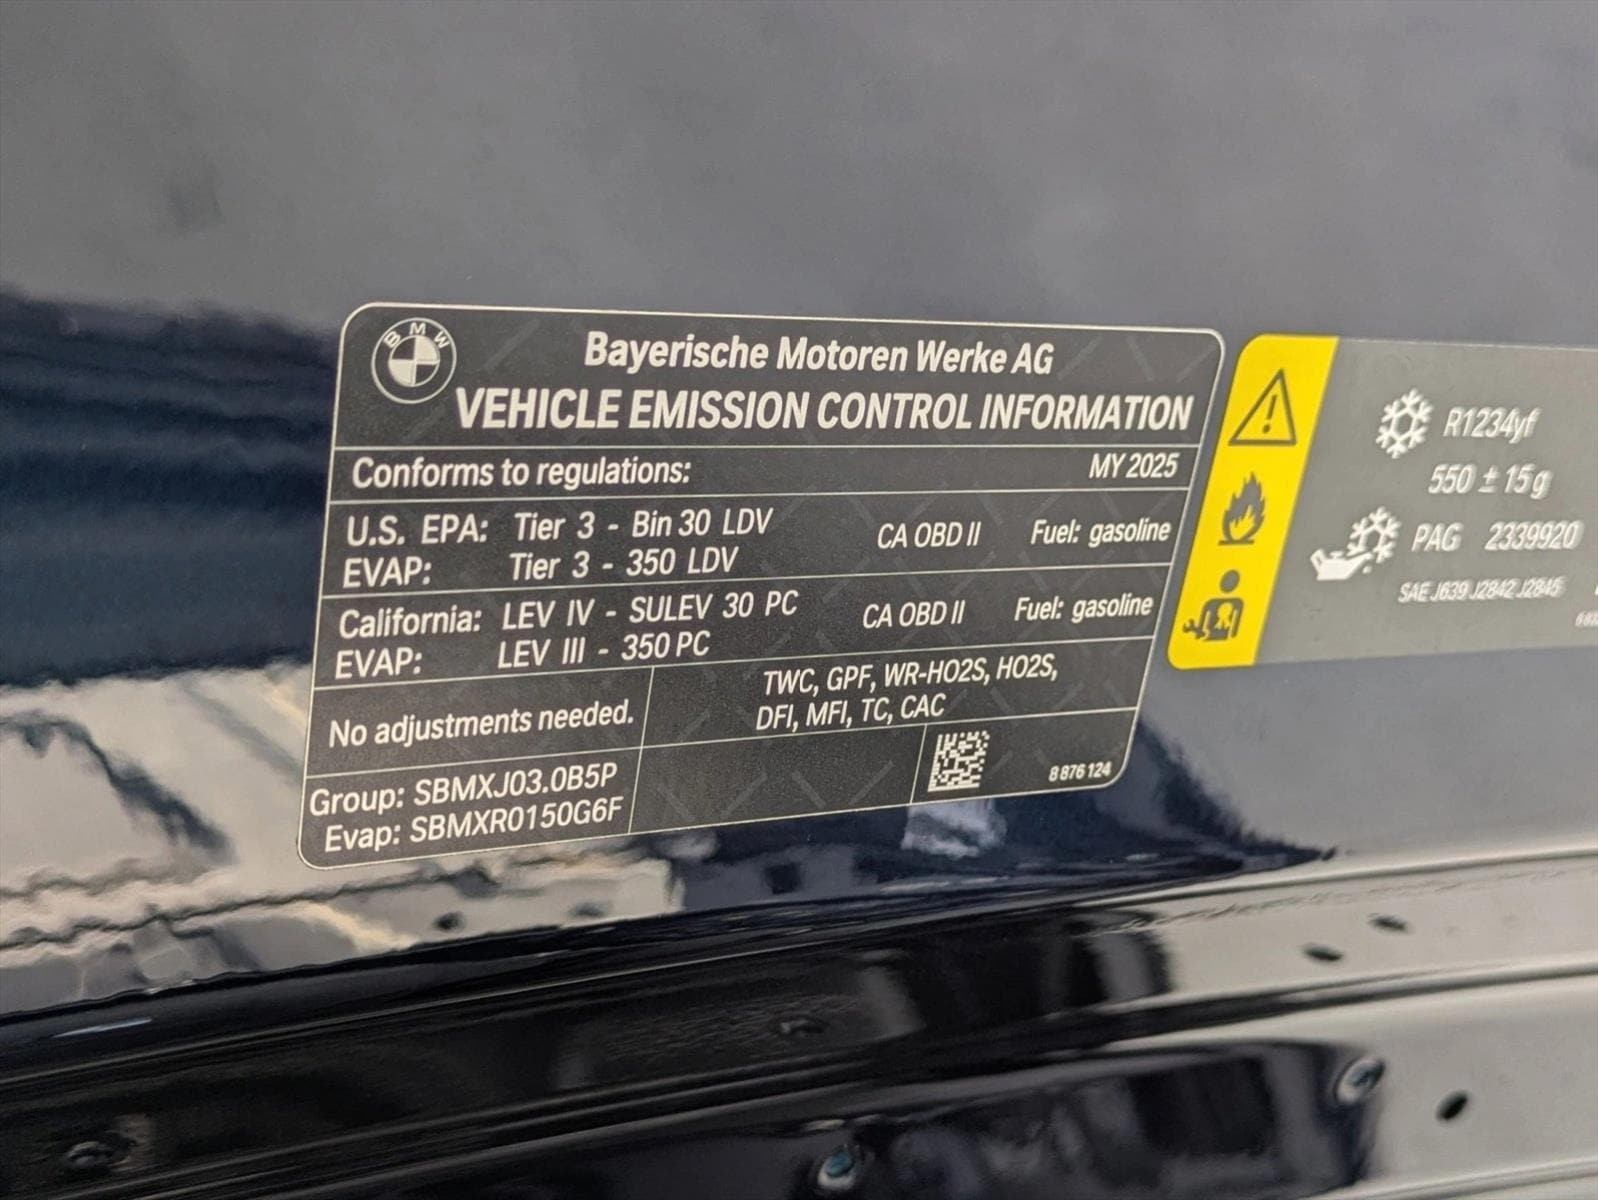 BMW
Bayerische Motoren Werke AG
VEHICLE EMISSION CONTROL INFORMATION
Conforms to regulations: MY 2025
U.S. EPA: Tier 3 - Bin 30 LDV CA OBD II Fuel: gasoline
EVAP: Tier 3 - 350 LDV
California: LEV IV - SULEV 30 PC CA OBD II Fuel: gasoline
EVAP: LEV III - 350 PC
No adjustments needed.
TWC, GPF, WR-HO2S, HO2S,
DFI, MFI, TC, CAC
Group: SBMXJ03.0B5P
Evap: SBMXR0150G6F
8 876 124
R1234yf
550 ± 15 g
PAG 2339920
SAE J639 J2842 J2845